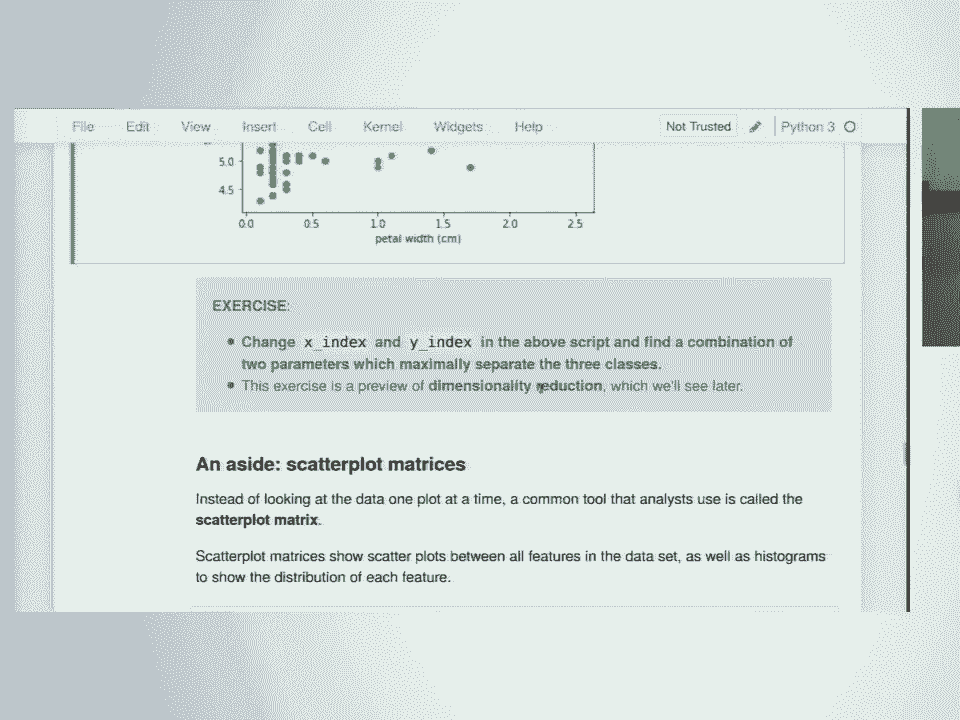 File Edit View Insert Cell Kernel Widgets Help Not Trusted Python 3
5.0
4.5
0.0 0.5 1.0 1.5 2.0 2.5
petal width (cm)
EXERCISE:
• Change x_index and y_index in the above script and find a combination of
two parameters which maximally separate the three classes.
• This exercise is a preview of dimensionality reduction, which we'll see later.
An aside: scatterplot matrices
Instead of looking at the data one plot at a time, a common tool that analysts use is called the
scatterplot matrix.
Scatterplot matrices show scatter plots between all features in the data set, as well as histograms
to show the distribution of each feature.